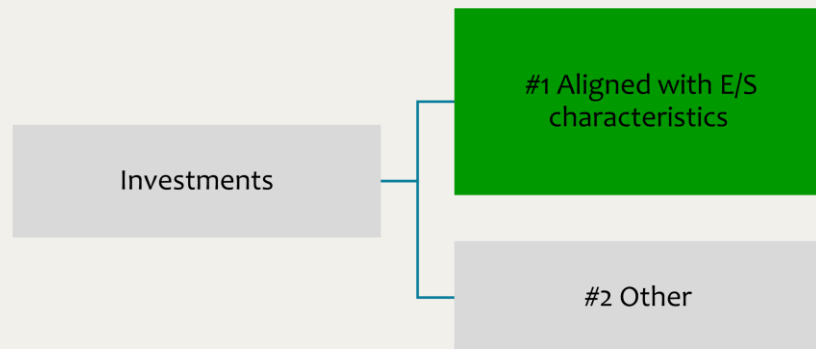 #1 Aligned with E/S
characteristics
Investments
#2 Other